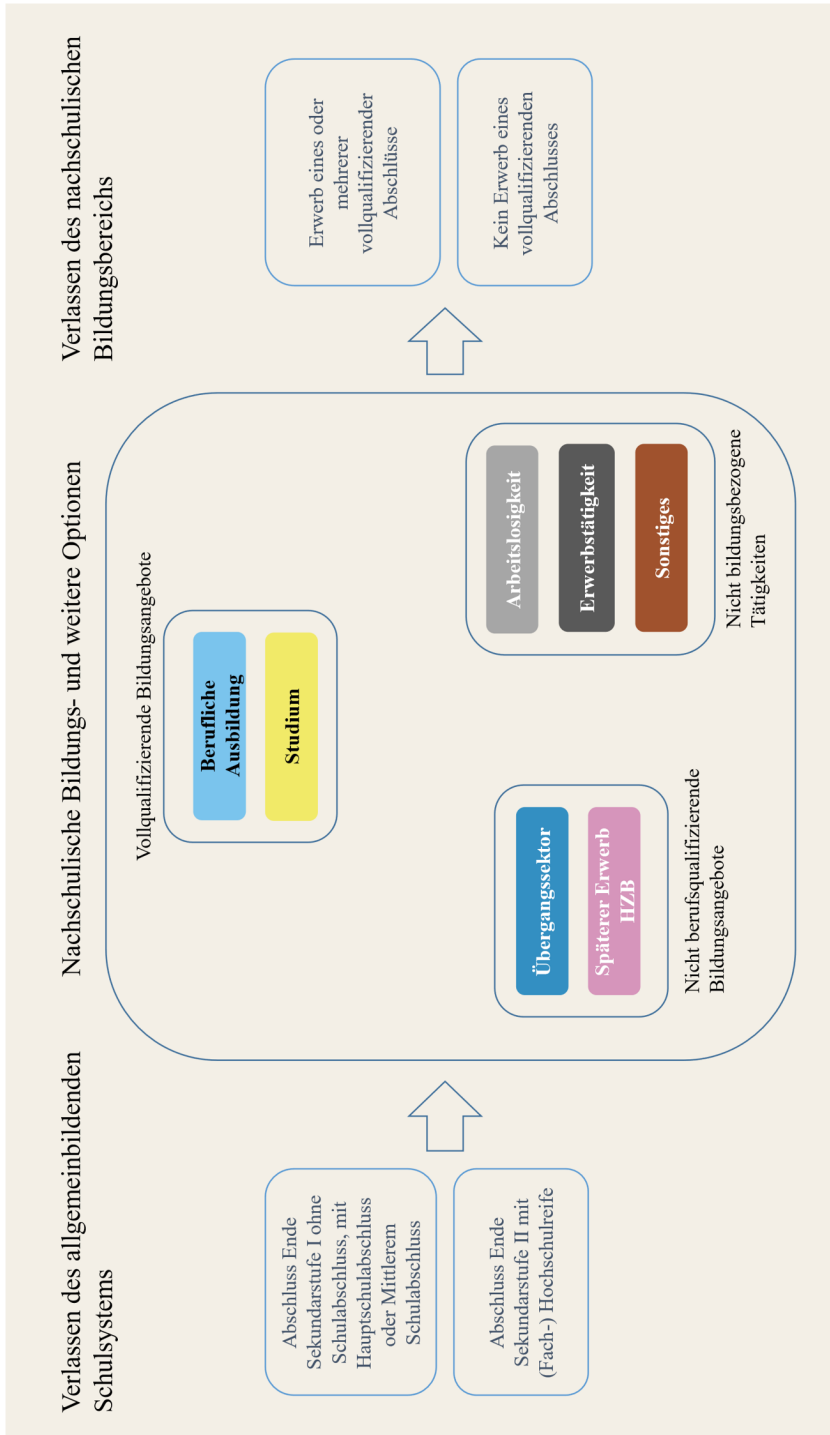 Verlassen des allgemeinbildenden
Schulsystems
Abschluss Ende
Sekundarstufe I ohne
Schulabschluss, mit
Hauptschulabschluss
oder Mittlerem
Schulabschluss
Abschluss Ende
Sekundarstufe II mit
(Fach-) Hochschulreife
Nachschulische Bildungs- und weitere Optionen
Vollqualifizierende Bildungsangebote
Berufliche
Ausbildung
Studium
Übergangssektor
Späterer Erwerb
HZB
Nicht berufsqualifizierende
Bildungsangebote
Arbeitslosigkeit
Erwerbstätigkeit
Sonstiges
Nicht bildungsbezogene
Tätigkeiten
Verlassen des nachschulischen
Bildungsbereichs
Erwerb eines oder
mehrerer
vollqualifizierender
Abschlüsse
Kein Erwerb eines
vollqualifizierenden
Abschlusses